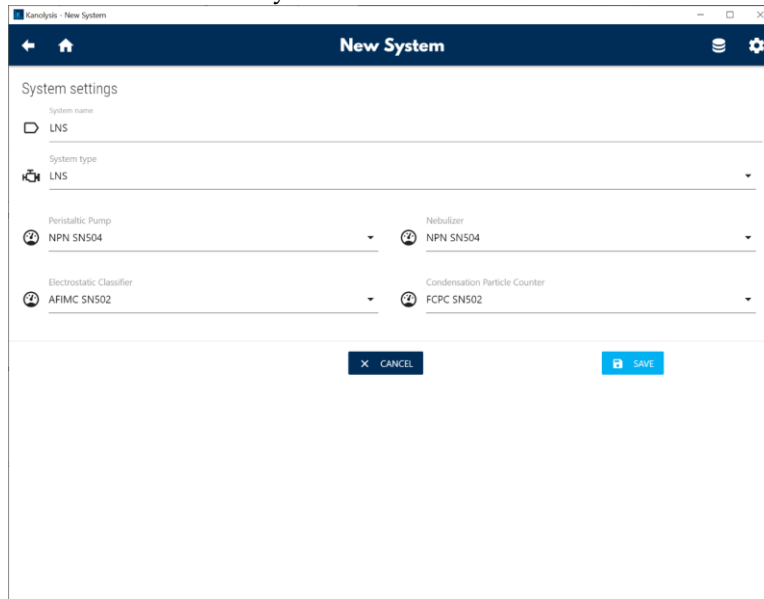 Kanolysis - New System
New System
System settings
System name
LNS
System type
LNS
Peristaltic Pump
NPN SN504
Nebulizer
NPN SN504
Electrostatic Classifier
AFIMC SN502
Condensation Particle Counter
FCPC SN502
CANCEL
SAVE